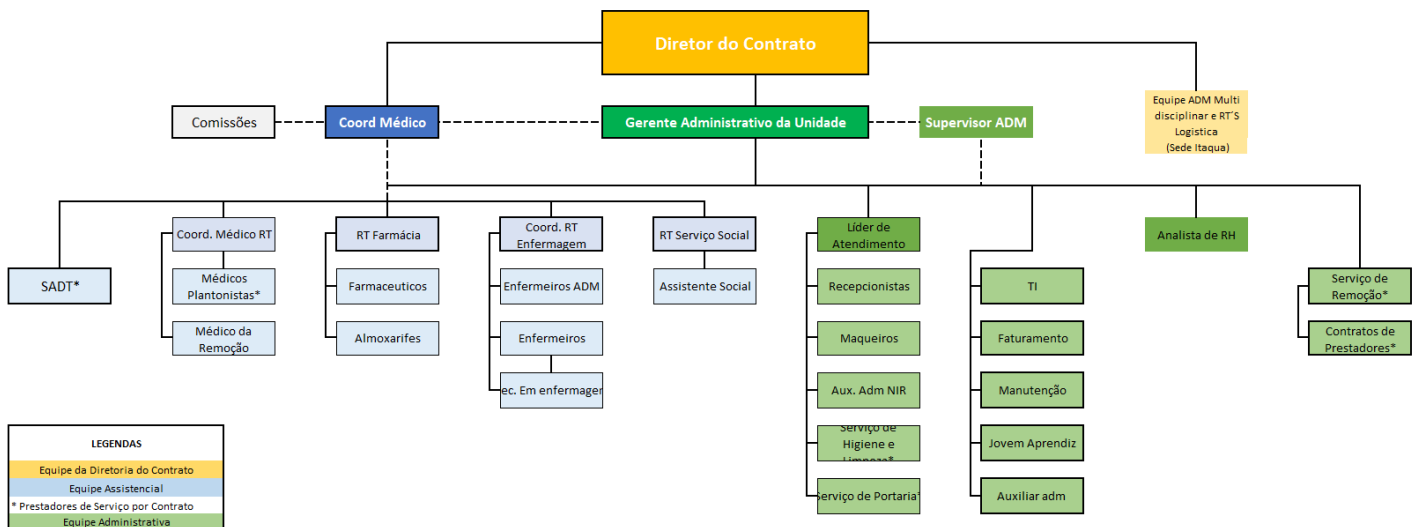 Diretor do Contrato
Comissões
Coord Médico
Gerente Administrativo da Unidade
Supervisor ADM
Equipe ADM Multi
disciplinar e RT´S
Logistica
(Sede Itaqua)
SADT*
Coord. Médico RT
Médicos
Plantonistas*
Médico da
Remoção
RT Farmácia
Farmaceuticos
Almoxarifes
Coord. RT
Enfermagem
Enfermeiros ADM
Enfermeiros
ec. Em enfermager
RT Serviço Social
Assistente Social
Líder de
Atendimento
Recepcionistas
Maqueiros
Aux. Adm NIR
Serviço de
Higiene e
Limpeza*
Serviço de Portaria*
TI
Faturamento
Manutenção
Jovem Aprendiz
Auxiliar adm
Analista de RH
Serviço de
Remoção*
Contratos de
Prestadores*
LEGENDAS
Equipe da Diretoria do Contrato
Equipe Assistencial
* Prestadores de Serviço por Contrato
Equipe Administrativa